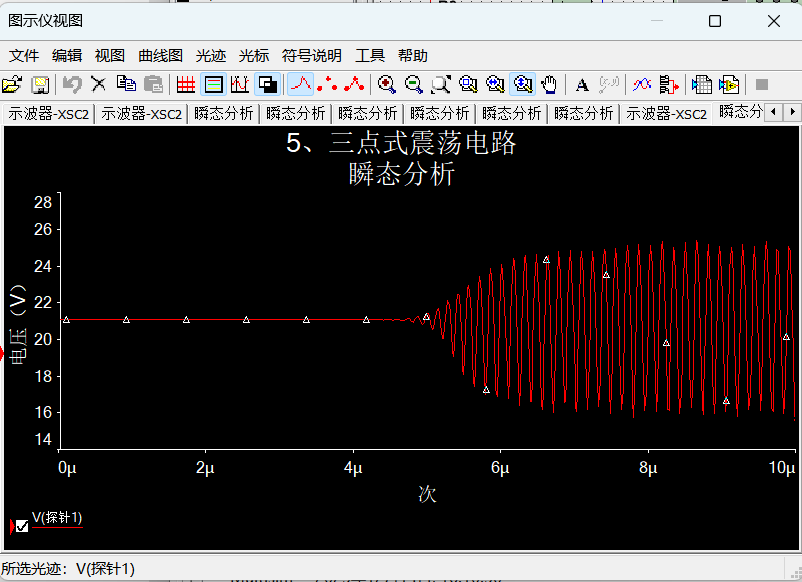 图示仪视图
文件 编辑 视图 曲线图 光迹 光标 符号说明 工具 帮助
A
示波器-XSC2 示波器-XSC2 瞬态分析 瞬态分析 瞬态分析 瞬态分析 瞬态分析 瞬态分析 示波器-XSC2 瞬态分
5、三点式震荡电路
瞬态分析
28
26
24
22
20
18
16
14
电压（V）
0μ 2μ 4μ 6μ 8μ 10μ
次
V(探针1)
所选光迹: V(探针1)